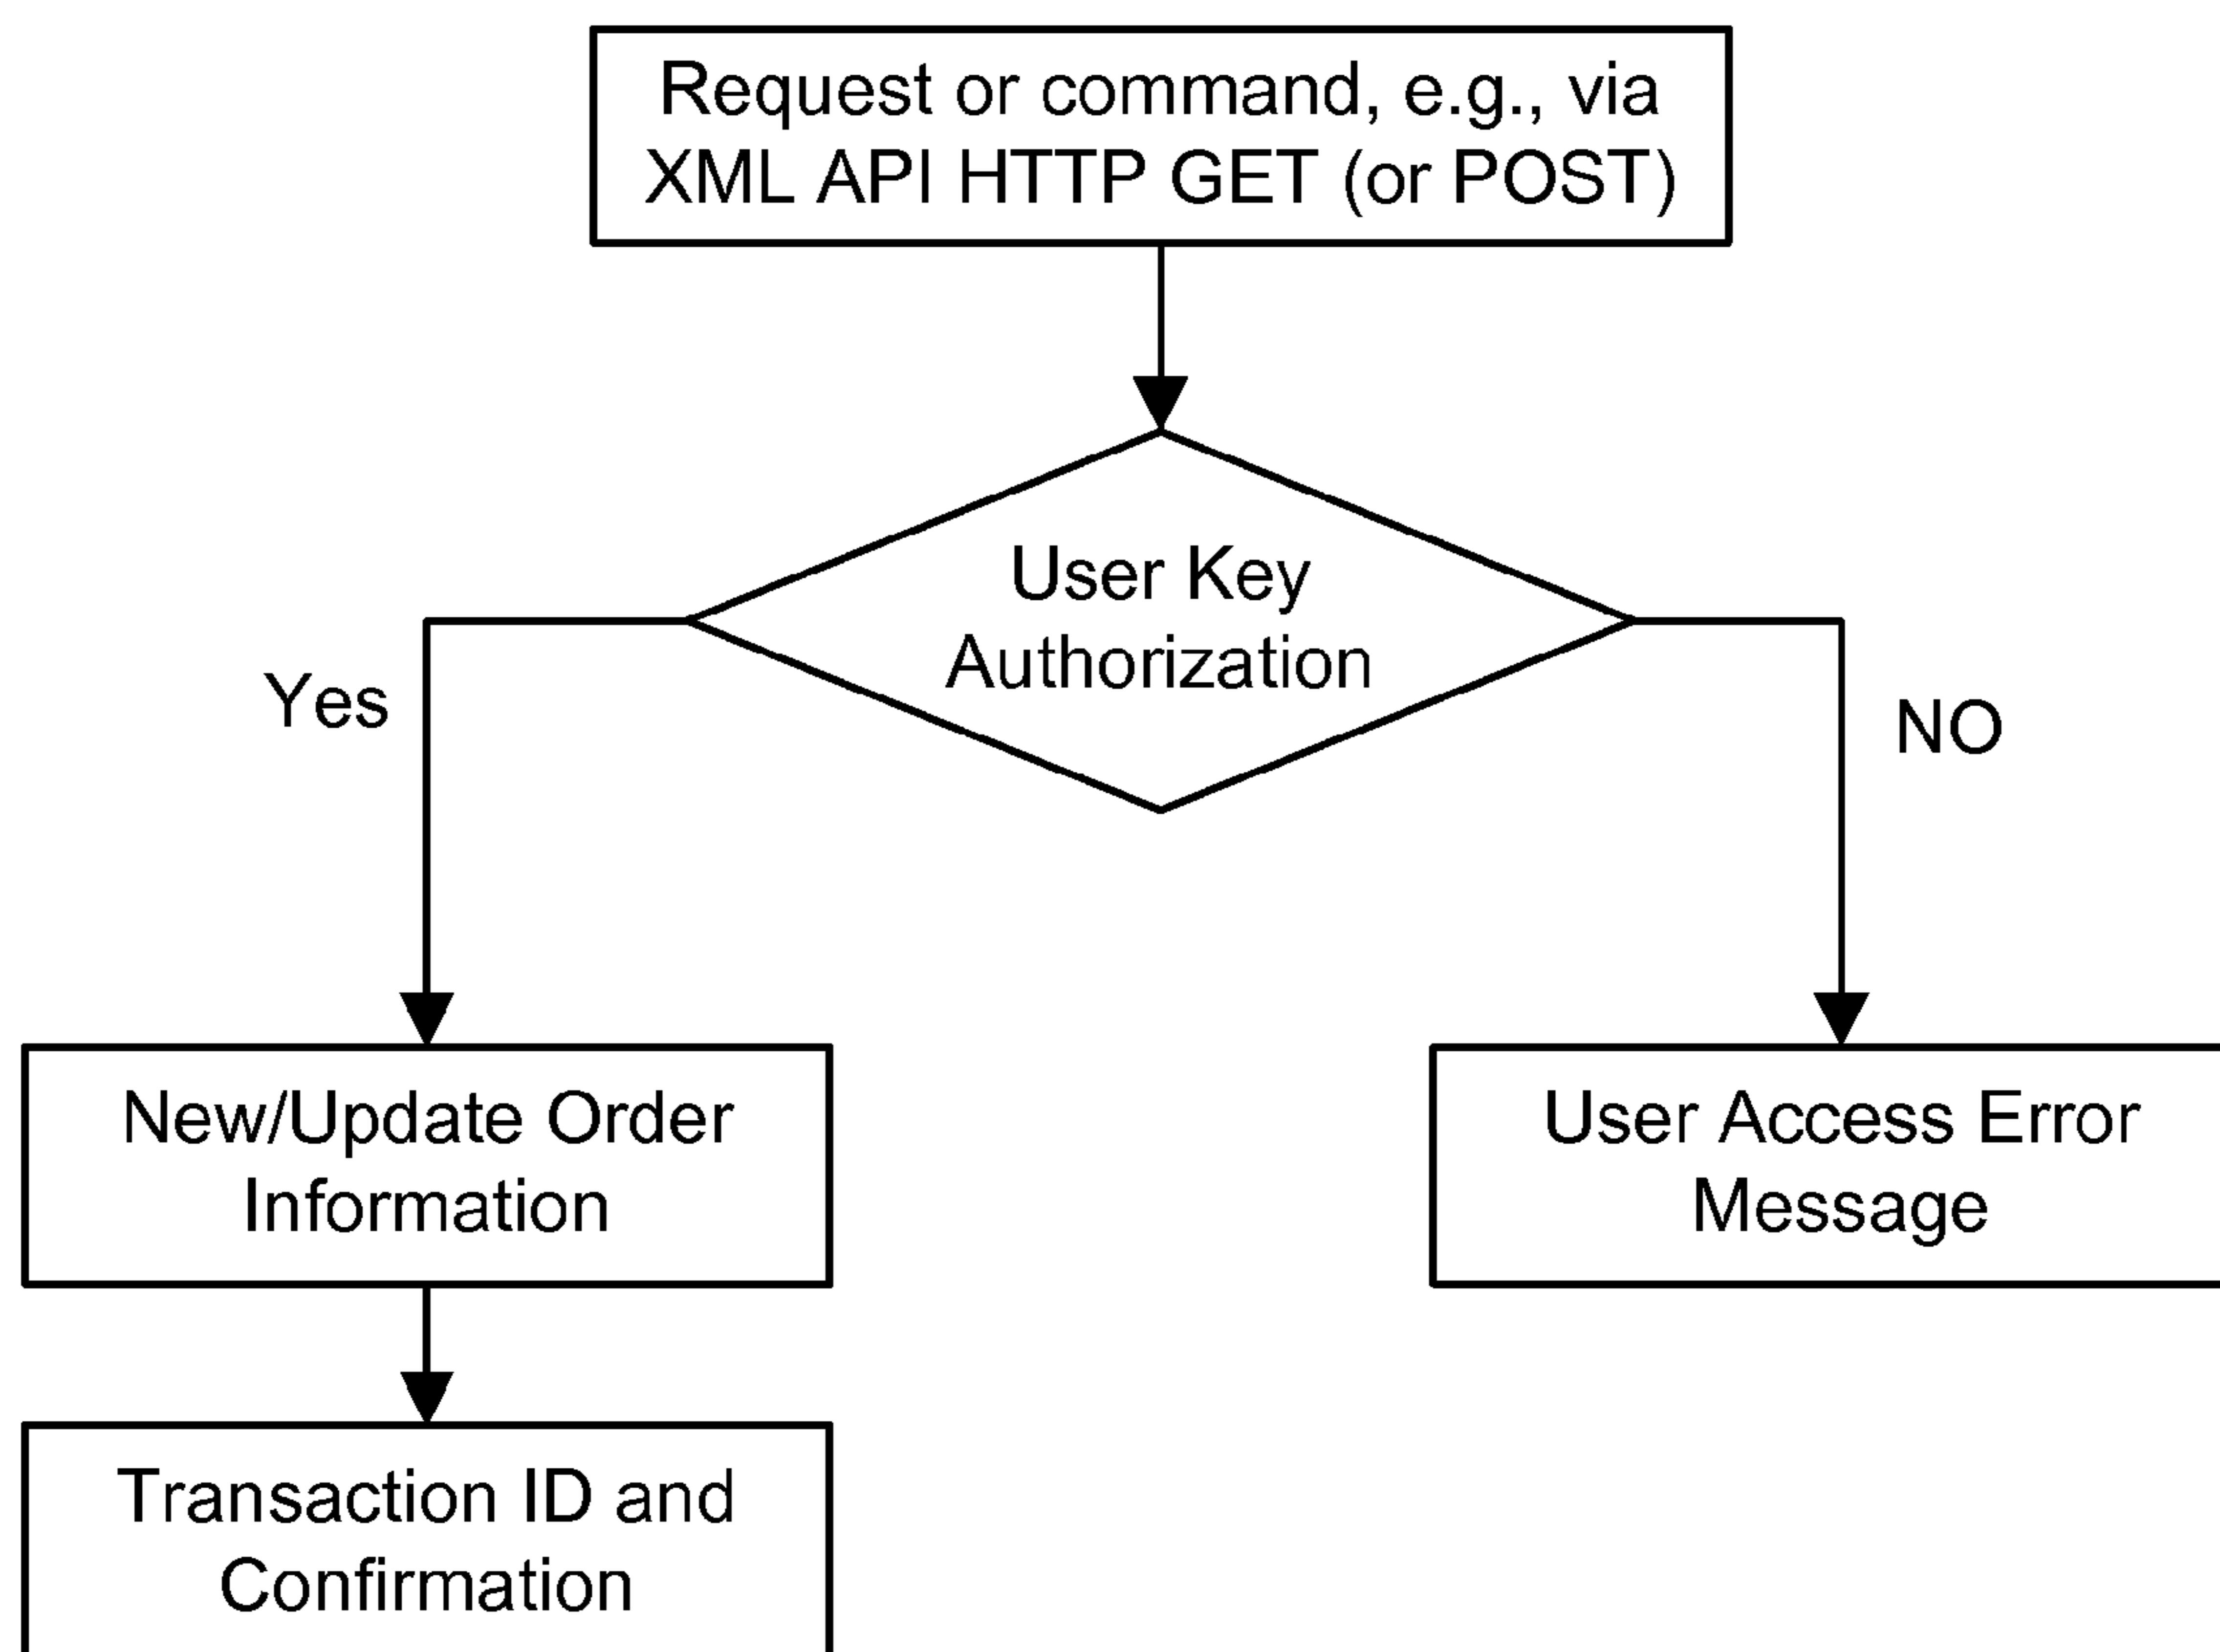 Request or command, e.g., via
XML API HTTP GET (or POST)
User Key
Authorization
Yes
NO
New/Update Order
Information
User Access Error
Message
Transaction ID and
Confirmation